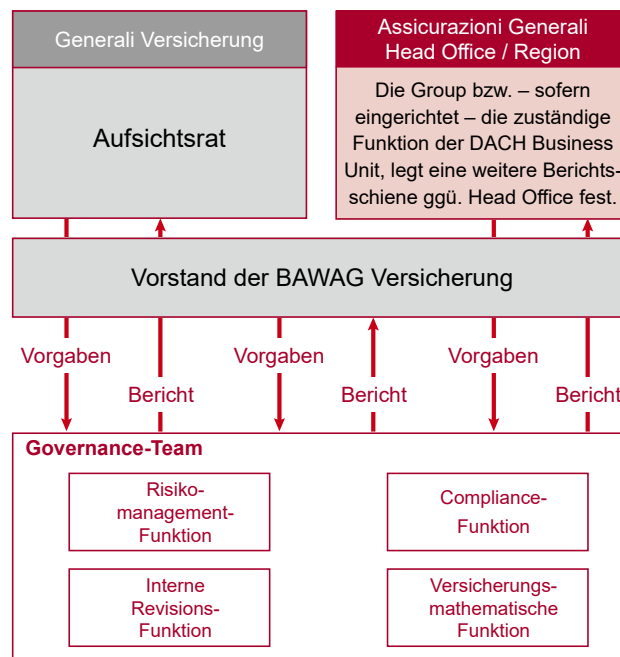 Generali Versicherung
Aufsichtsrat
Assicurazioni Generali
Head Office / Region
Die Group bzw. – sofern
eingerichtet – die zuständige
Funktion der DACH Business
Unit, legt eine weitere Berichts-
schiene ggü. Head Office fest.
Vorstand der BAWAG Versicherung
Vorgaben
Bericht
Vorgaben
Bericht
Vorgaben
Bericht
Governance-Team
Risiko-
management-
Funktion
Compliance-
Funktion
Interne
Revisions-
Funktion
Versicherungs-
mathematische
Funktion